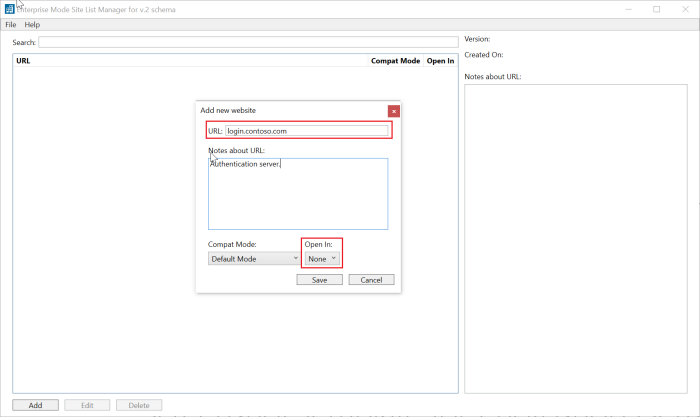 Enterprise Mode Site List Manager for v.2 schema
File Help
Search:
Version:
Created On:
URL Compat Mode Open In
Notes about URL:
Add new website
URL: login.contoso.com
Notes about URL:
Authentication server.
Compat Mode: Open In:
Default Mode None
Save Cancel
Add Edit Delete